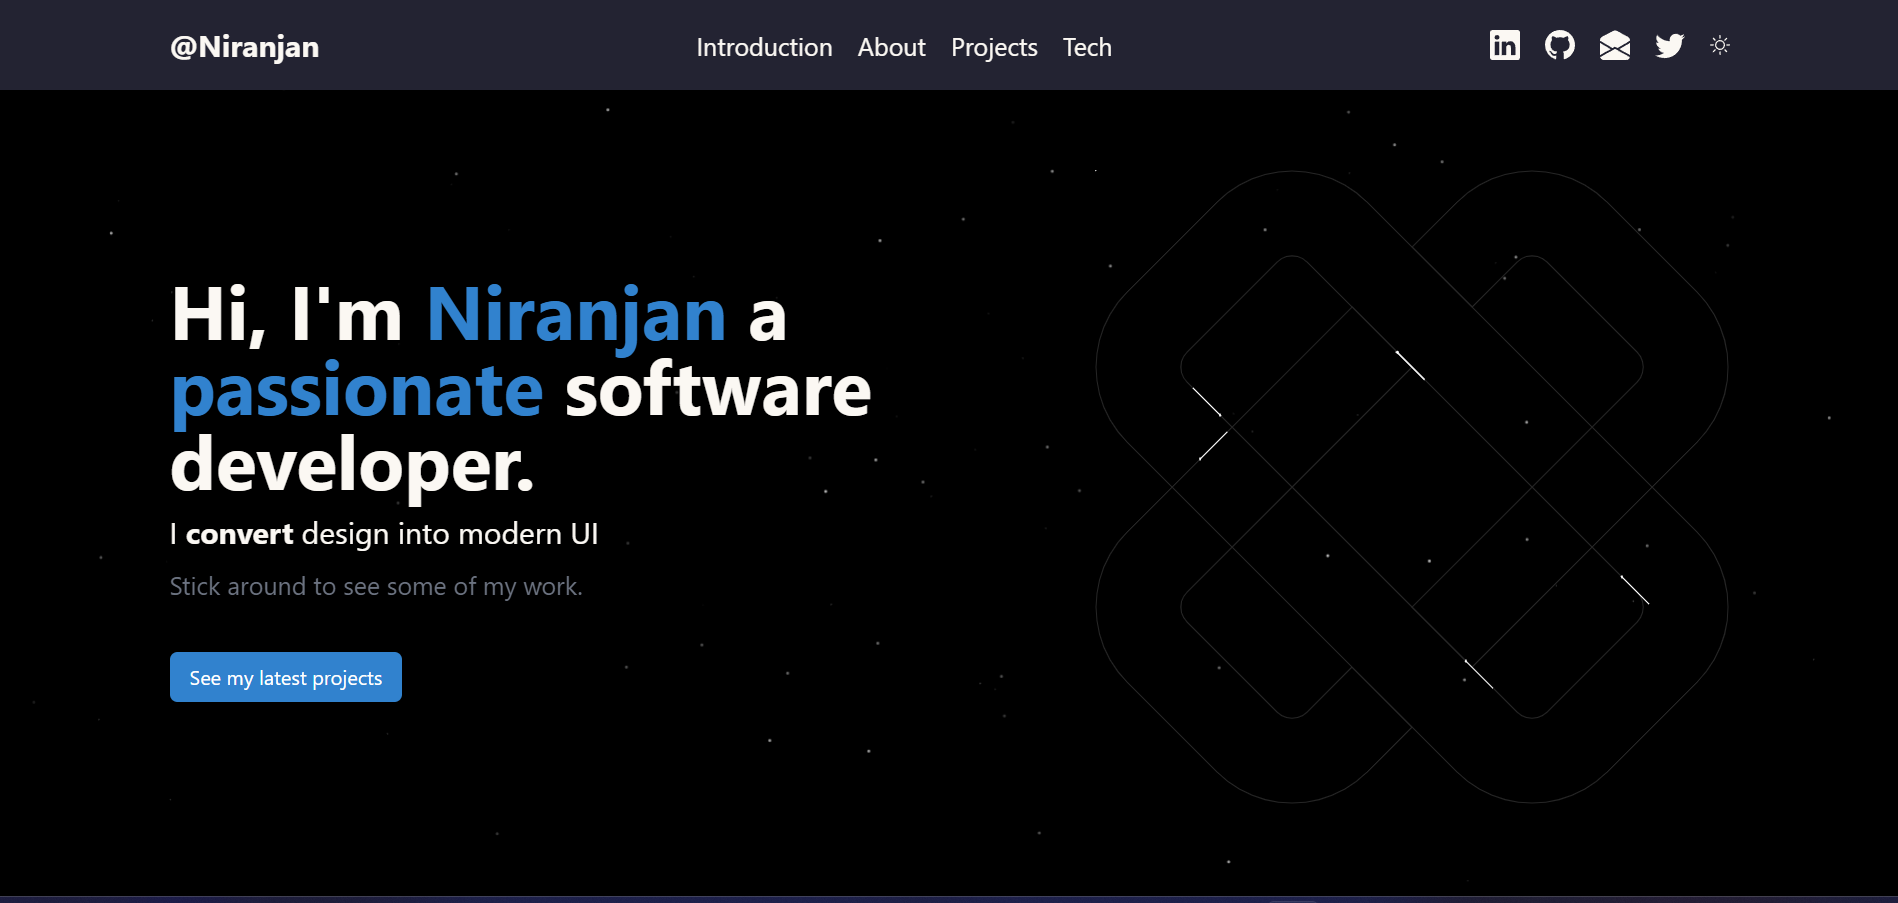 @Niranjan
Introduction About Projects Tech
Hi, I'm Niranjan a
passionate software
developer.
I convert design into modern UI
Stick around to see some of my work.
See my latest projects